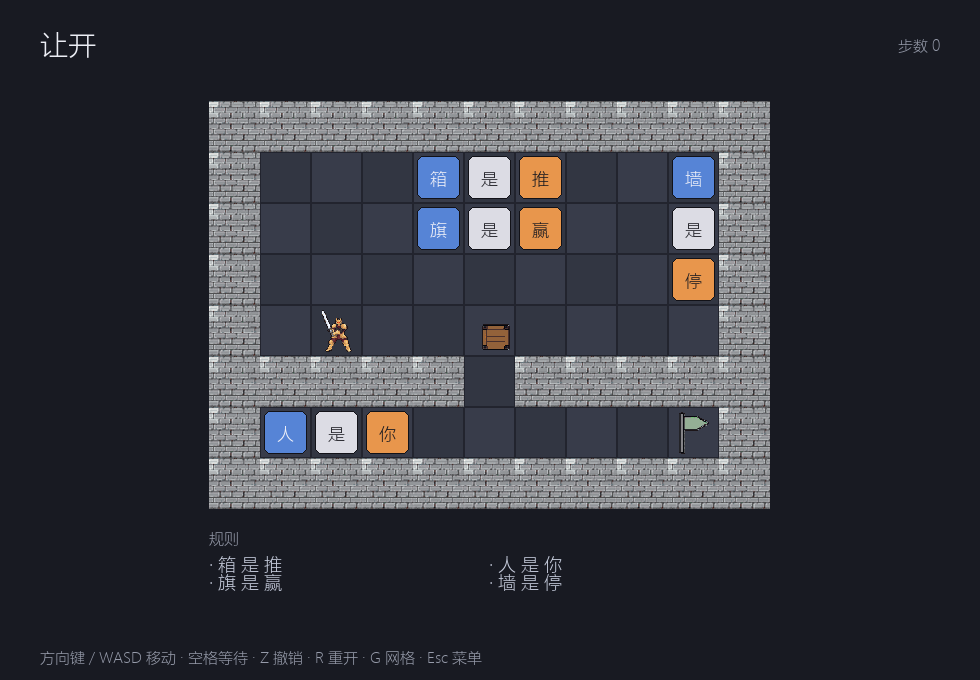 让开
步数 0
箱 是 推 墙
旗 是 赢 是
停
人 是 你
规则
· 箱 是 推 · 人 是 你
· 旗 是 赢 · 墙 是 停
方向键 / WASD 移动 · 空格等待 · Z 撤销 · R 重开 · G 网格 · Esc 菜单